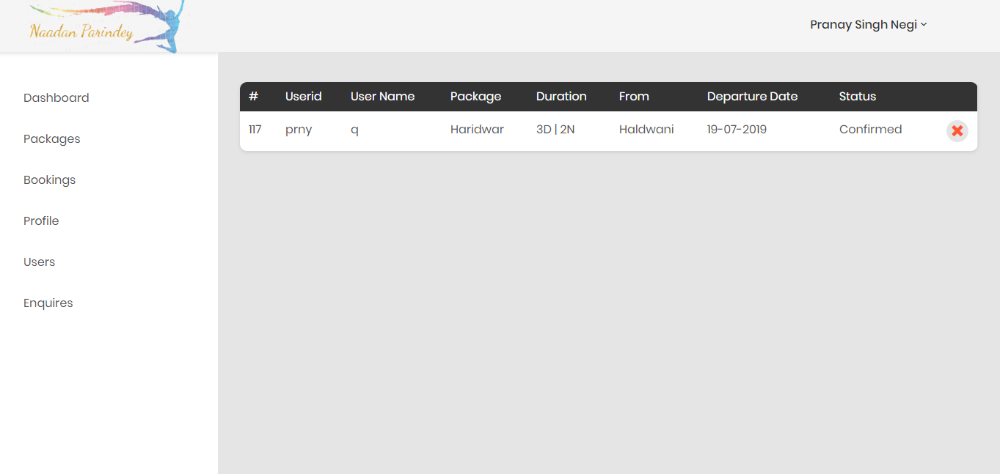 Naadan Parindey
Pranay Singh Negi
Dashboard
Packages
Bookings
Profile
Users
Enquires
# Userid User Name Package Duration From Departure Date Status
117 prny q Haridwar 3D | 2N Haldwani 19-07-2019 Confirmed